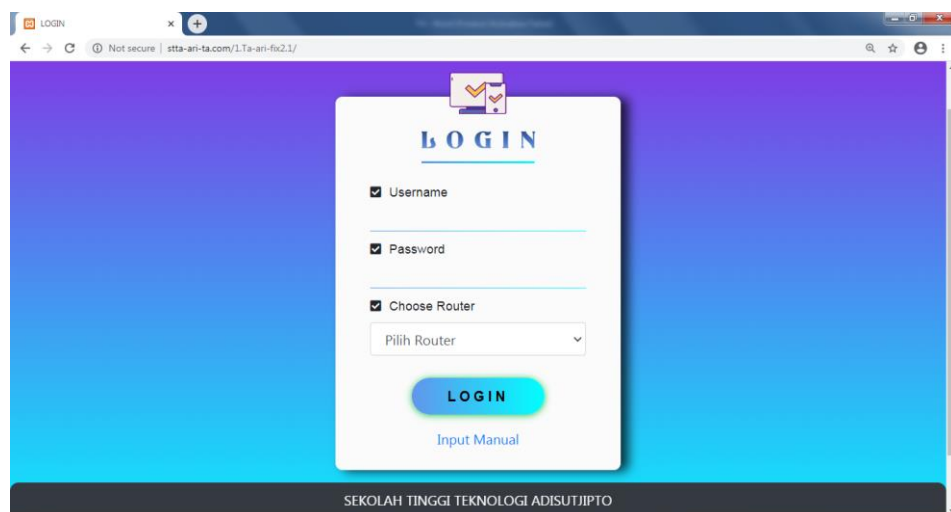 LOGIN
Not secure | stta-ari-ta.com/1.Ta-ari-fix2.1/
LOGIN
Username
Password
Choose Router
Pilih Router
LOGIN
Input Manual
SEKOLAH TINGGI TEKNOLOGI ADISUTJIPTO